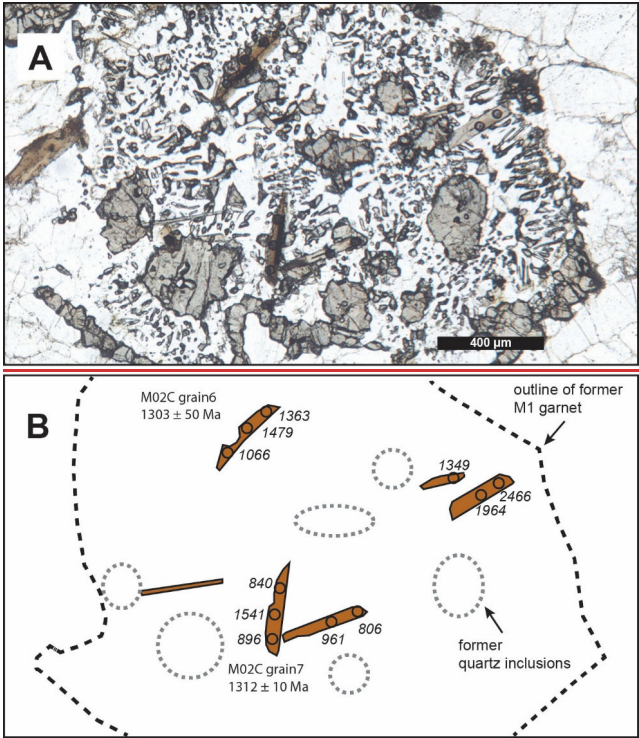 A
400 µm
B
M02C grain6
1303 ± 50 Ma
1363
1479
1066
outline of former
M1 garnet
1349
2466
1964
840
1541
896
806
961
M02C grain7
1312 ± 10 Ma
former
quartz inclusions